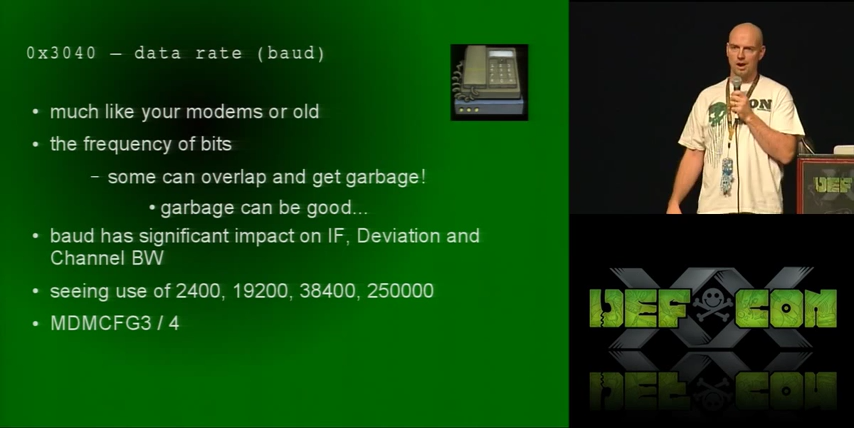 0x3040 – data rate (baud)
• much like your modems or old
• the frequency of bits
– some can overlap and get garbage!
• garbage can be good...
• baud has significant impact on IF, Deviation and
Channel BW
• seeing use of 2400, 19200, 38400, 250000
• MDMCFG3 / 4
XX
DEF CON